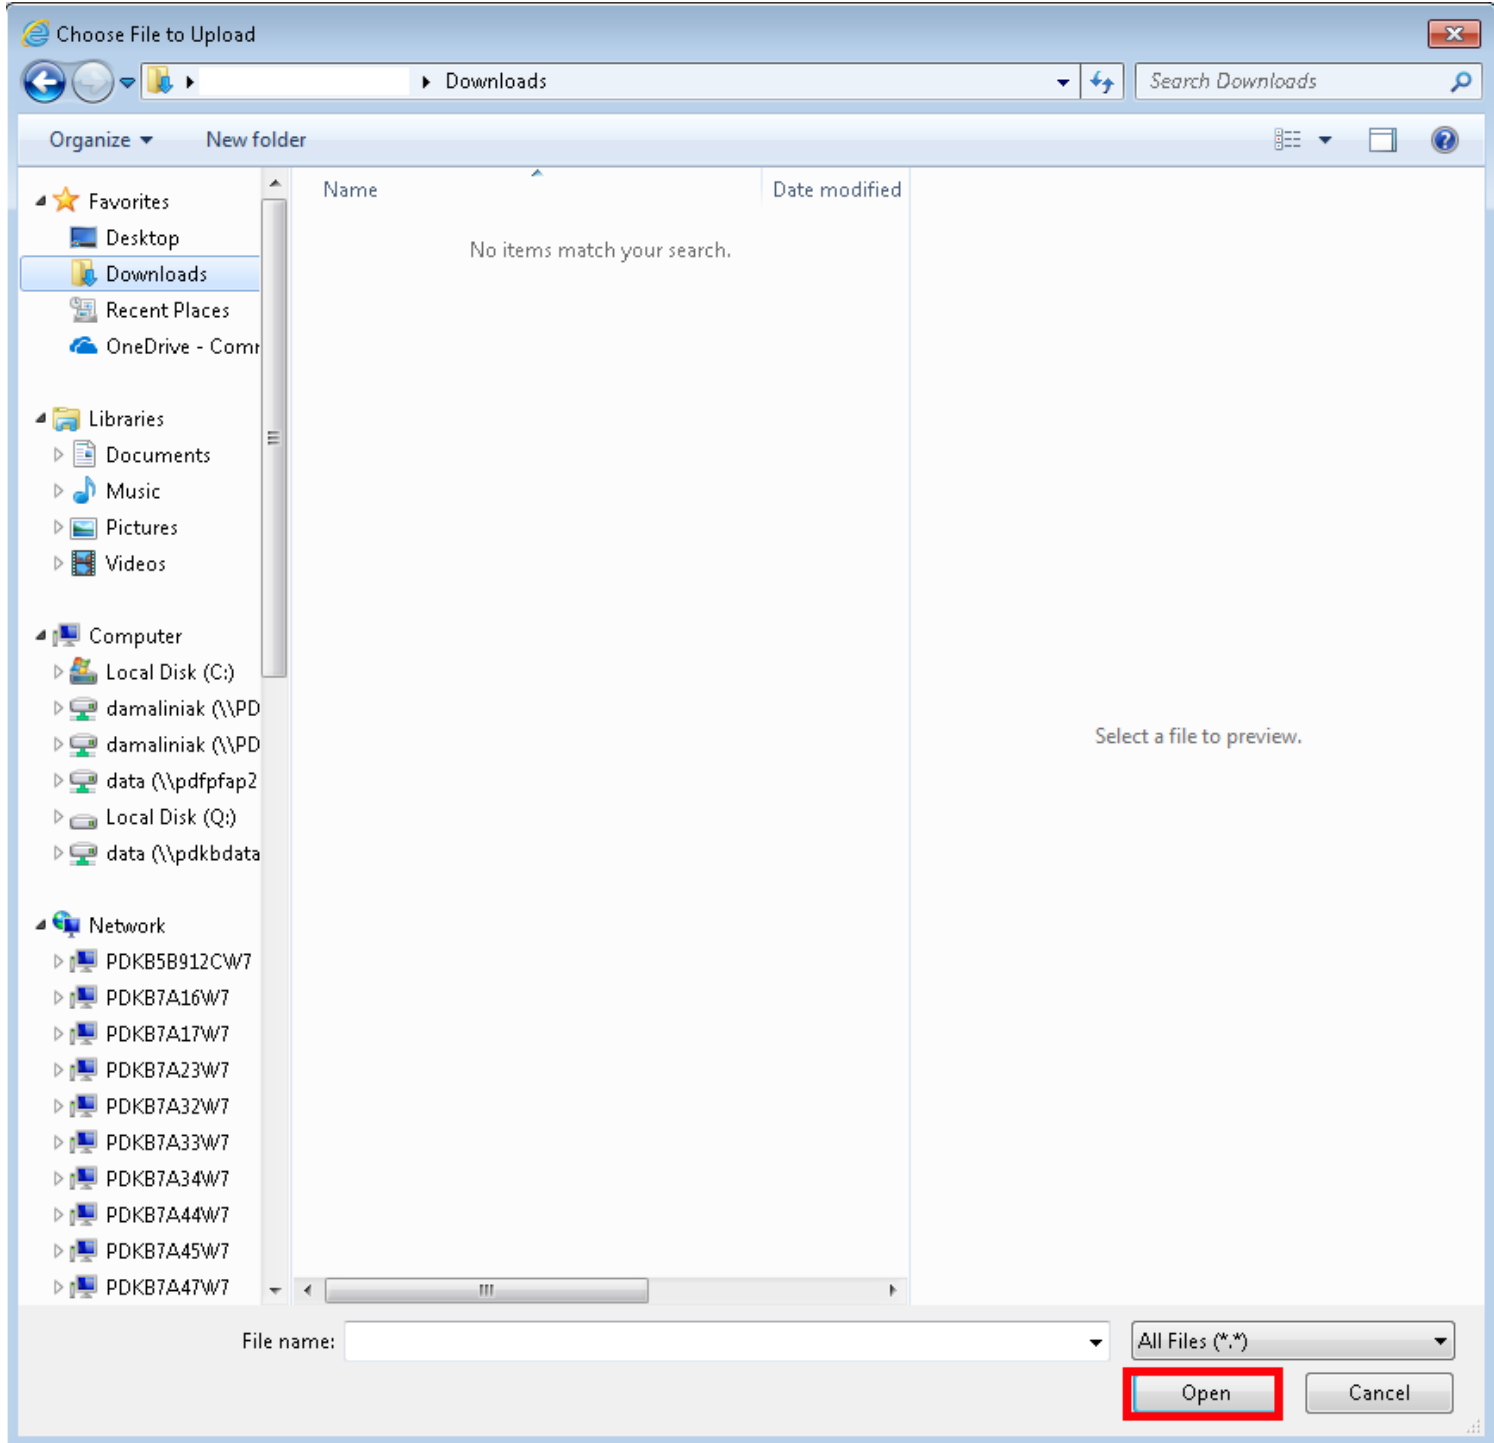 Choose File to Upload
Downloads
Search Downloads
Organize
New folder
Name
Date modified
No items match your search.
Favorites
Desktop
Downloads
Recent Places
OneDrive - Comr
Libraries
Documents
Music
Pictures
Videos
Computer
Local Disk (C:)
damaliniak (\\PD
damaliniak (\\PD
data (\\pdfpfap2
Local Disk (Q:)
data (\\pdkbdata
Network
PDKB5B912CW7
PDKB7A16W7
PDKB7A17W7
PDKB7A23W7
PDKB7A32W7
PDKB7A33W7
PDKB7A34W7
PDKB7A44W7
PDKB7A45W7
PDKB7A47W7
Select a file to preview.
File name:
All Files (*.*)
Open
Cancel